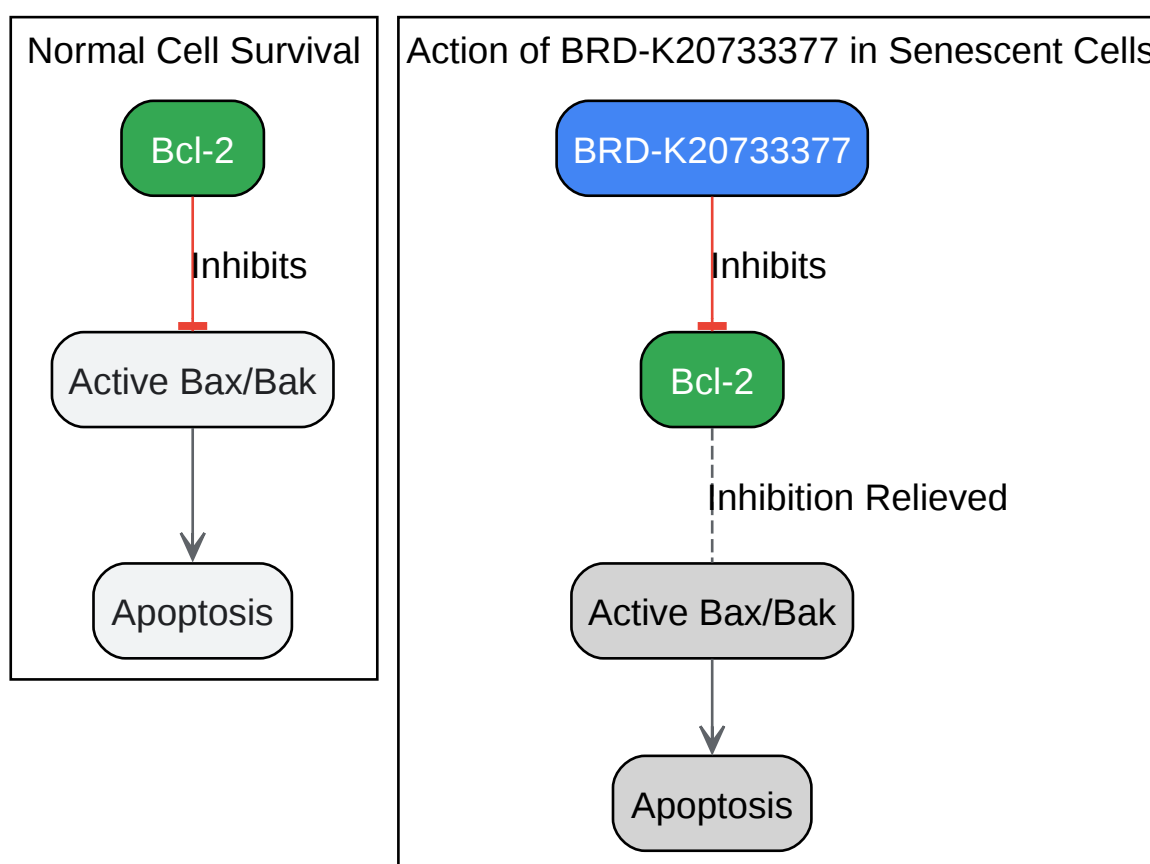 Normal Cell Survival
Bcl-2
Inhibits
Active Bax/Bak
Apoptosis
Action of BRD-K20733377 in Senescent Cells
BRD-K20733377
Inhibits
Bcl-2
Inhibition Relieved
Active Bax/Bak
Apoptosis